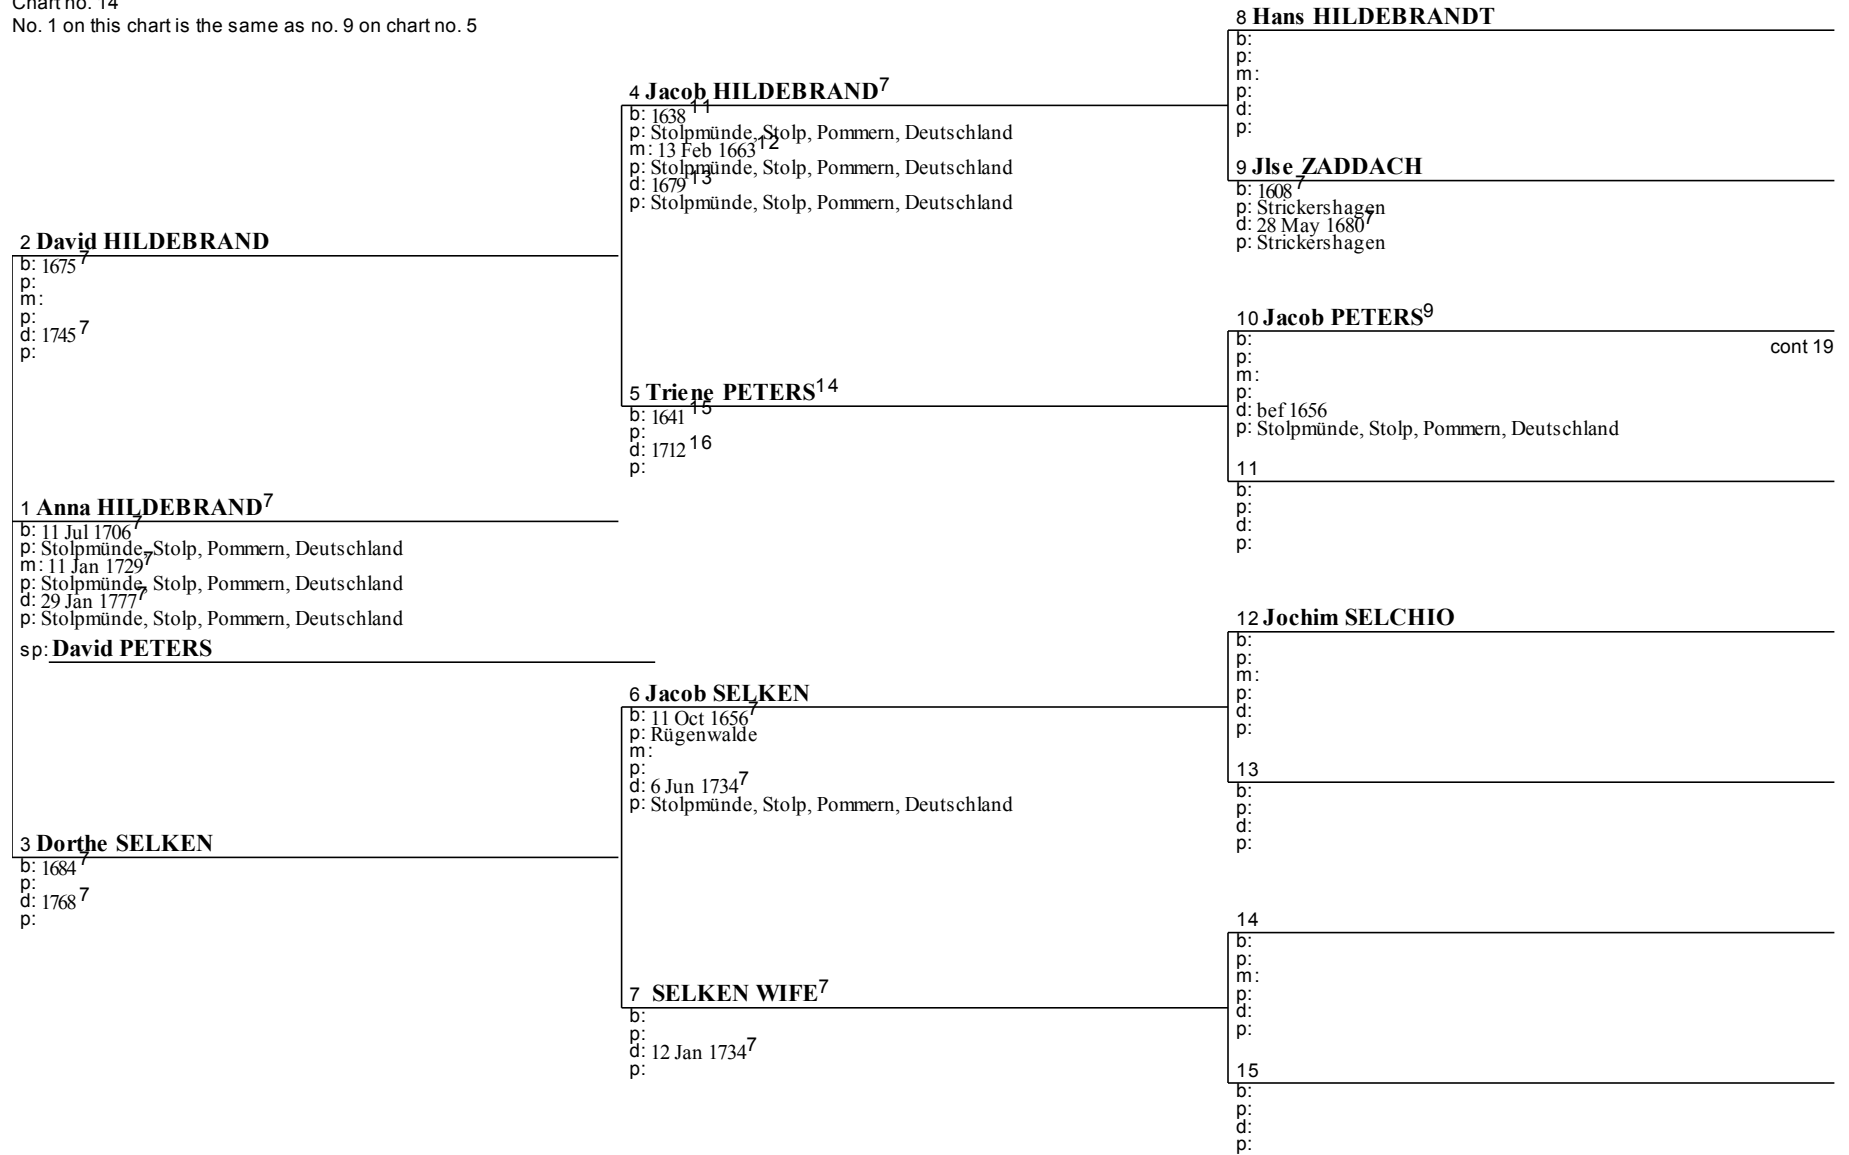 Chart no. 14
No. 1 on this chart is the same as no. 9 on chart no. 5
8 Hans HILDEBRANDT
b:
p:
m:
p:
d:
p:
4 Jacob HILDEBRAND7
b: 1638 11
p: Stolpmünde, Stolp, Pommern, Deutschland
m: 13 Feb 1663 12
p: Stolpmünde, Stolp, Pommern, Deutschland
d: 1679 13
p: Stolpmünde, Stolp, Pommern, Deutschland
9 Jlse ZADDACH
b: 1608 7
p: Strickershagen
d: 28 May 1680 7
p: Strickershagen
2 David HILDEBRAND
b: 1675 7
p:
m:
p:
d: 1745 7
p:
10 Jacob PETERS9
cont 19
b:
p:
m:
p:
d: bef 1656
p: Stolpmünde, Stolp, Pommern, Deutschland
5 Triene PETERS14
b: 1641 15
p:
d: 1712 16
p:
11
b:
p:
d:
p:
1 Anna HILDEBRAND7
b: 11 Jul 1706 7
p: Stolpmünde, Stolp, Pommern, Deutschland
m: 11 Jan 1729 7
p: Stolpmünde, Stolp, Pommern, Deutschland
d: 29 Jan 1777 7
p: Stolpmünde, Stolp, Pommern, Deutschland
sp: David PETERS
12 Jochim SELCHIO
b:
p:
m:
p:
d:
p:
6 Jacob SELKEN
b: 11 Oct 1656 7
p: Rügenwalde
m:
p:
d: 6 Jun 1734 7
p: Stolpmünde, Stolp, Pommern, Deutschland
13
b:
p:
d:
p:
3 Dorthe SELKEN
b: 1684 7
p:
d: 1768 7
p:
14
b:
p:
m:
p:
d:
p:
7 SELKEN WIFE7
b:
p:
d: 12 Jan 1734 7
p:
15
b:
p:
d:
p: